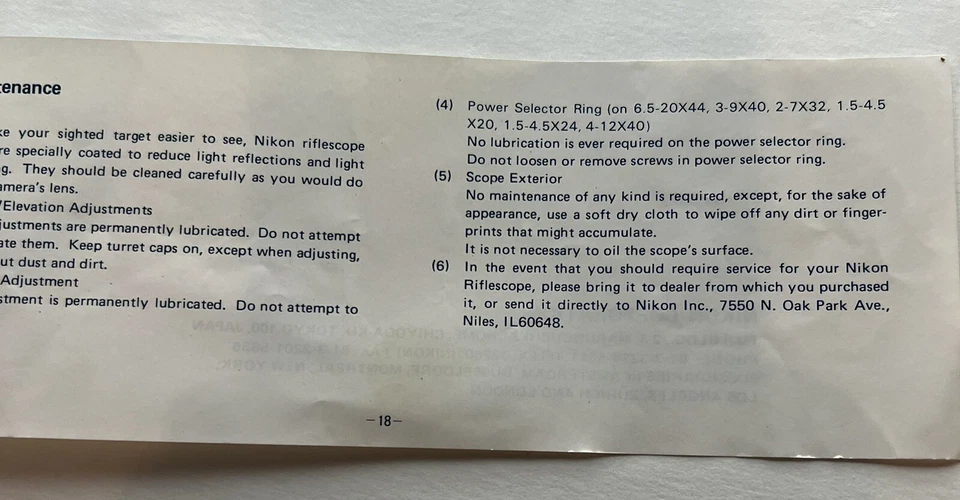 tenance
ke your sighted target easier to see, Nikon riflescope
re specially coated to reduce light reflections and light
g. They should be cleaned carefully as you would do
amera's lens.
/Elevation Adjustments
justments are permanently lubricated. Do not attempt
ate them. Keep turret caps on, except when adjusting,
ut dust and dirt.
Adjustment
stment is permanently lubricated. Do not attempt to
(4) Power Selector Ring (on 6.5-20X44, 3-9X40, 2-7X32, 1.5-4.5
X20, 1.5-4.5X24, 4-12X40)
No lubrication is ever required on the power selector ring.
Do not loosen or remove screws in power selector ring.
(5) Scope Exterior
No maintenance of any kind is required, except, for the sake of
appearance, use a soft dry cloth to wipe off any dirt or finger-
prints that might accumulate.
It is not necessary to oil the scope's surface.
(6) In the event that you should require service for your Nikon
Riflescope, please bring it to dealer from which you purchased
it, or send it directly to Nikon Inc., 7550 N. Oak Park Ave.,
Niles, IL60648.
—18—